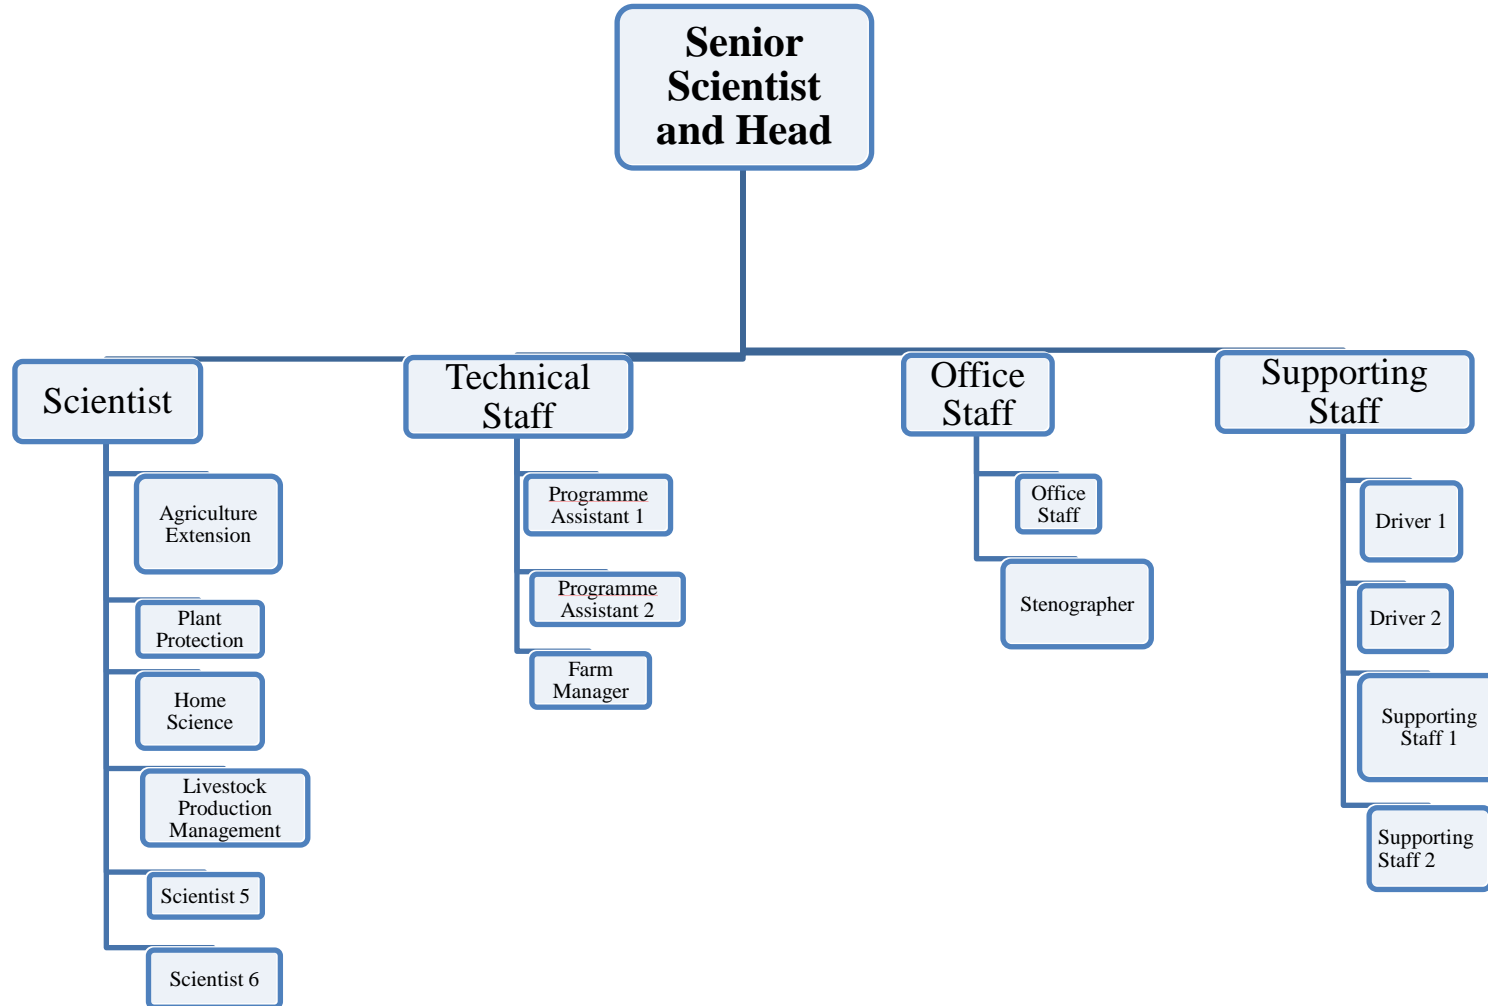 Senior
Scientist
and Head
Scientist
Technical
Staff
Office
Staff
Supporting
Staff
Agriculture
Extension
Plant
Protection
Home
Science
Livestock
Production
Management
Scientist 5
Scientist 6
Programme
Assistant 1
Programme
Assistant 2
Farm
Manager
Office
Staff
Stenographer
Driver 1
Driver 2
Supporting
Staff 1
Supporting
Staff 2